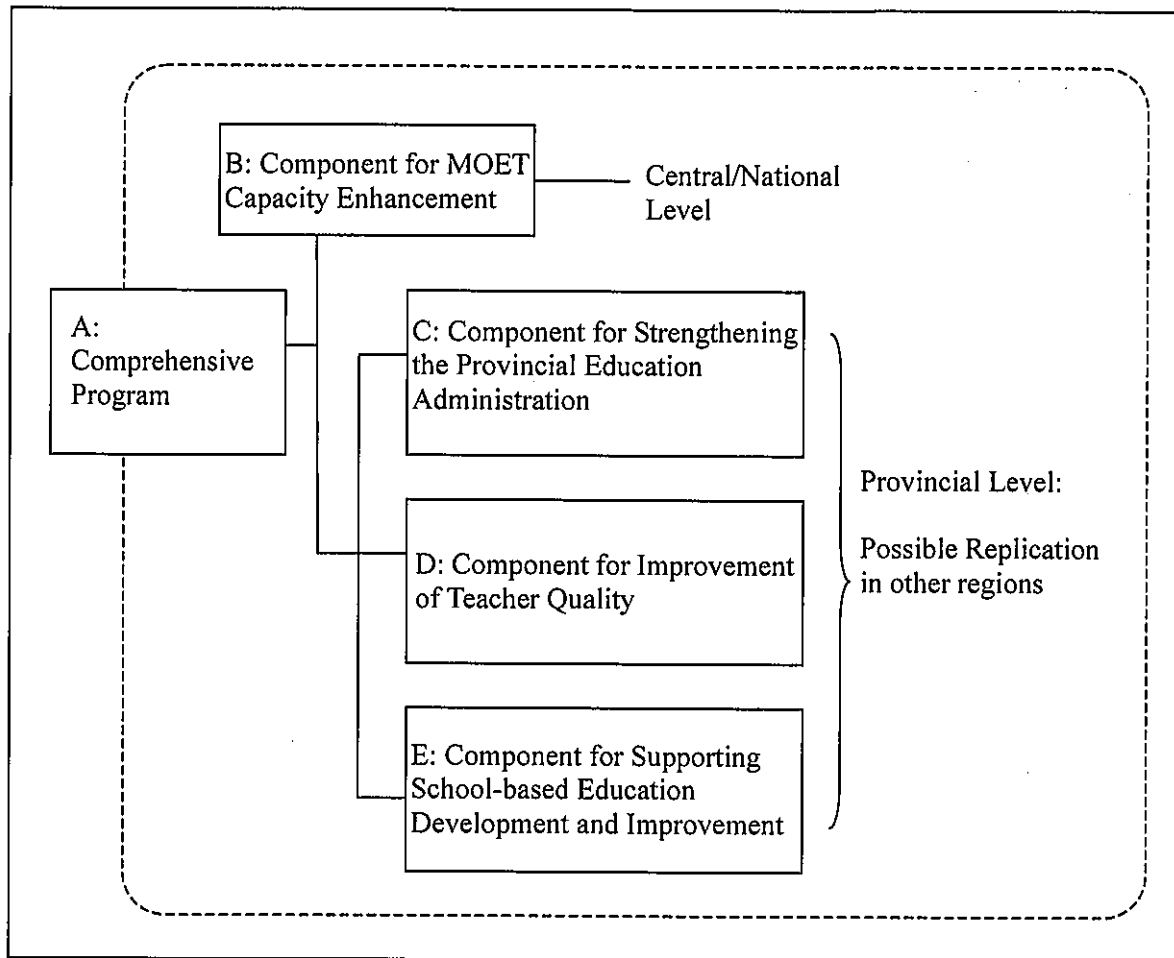 B: Component for MOET
Capacity Enhancement
Central/National
Level
A:
Comprehensive
Program
C: Component for Strengthening
the Provincial Education
Administration
D: Component for Improvement
of Teacher Quality
E: Component for Supporting
School-based Education
Development and Improvement
Provincial Level:
Possible Replication
in other regions